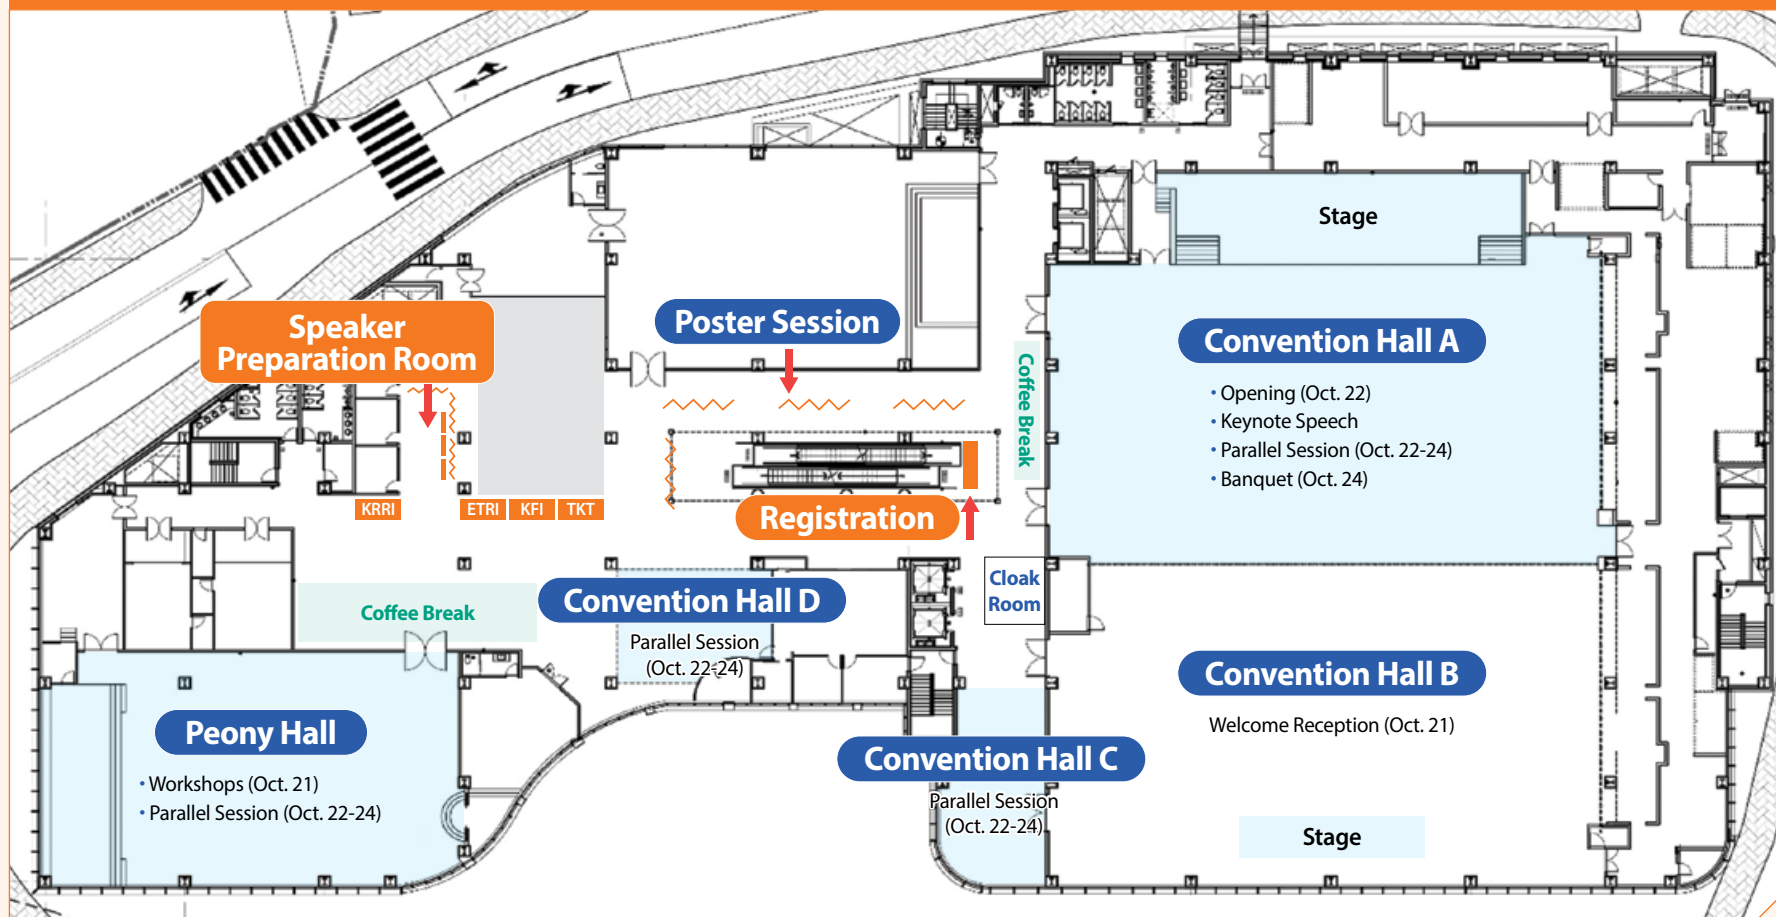 Stage
Speaker
Preparation Room
Poster Session
Convention Hall A
• Opening (Oct. 22)
• Keynote Speech
• Parallel Session (Oct. 22-24)
• Banquet (Oct. 24)
Coffee Break
KRRI
ETRI
KFI
TKT
Registration
Cloak
Room
Coffee Break
Convention Hall D
Parallel Session
(Oct. 22-24)
Convention Hall B
Welcome Reception (Oct. 21)
Stage
Peony Hall
• Workshops (Oct. 21)
• Parallel Session (Oct. 22-24)
Convention Hall C
Parallel Session
(Oct. 22-24)